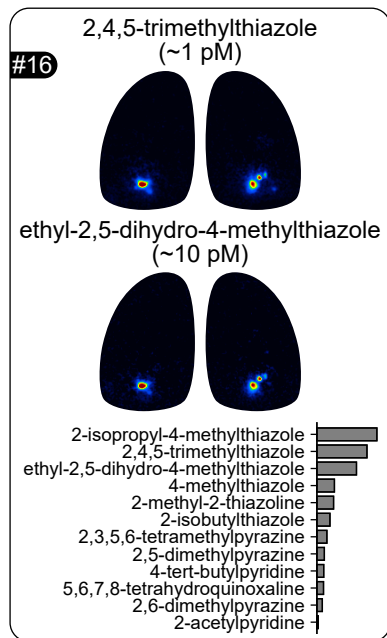 2,4,5-trimethylthiazole
(~1 pM)
#16
ethyl-2,5-dihydro-4-methylthiazole
(~10 pM)
2-isopropyl-4-methylthiazole
2,4,5-trimethylthiazole
ethyl-2,5-dihydro-4-methylthiazole
4-methylthiazole
2-methyl-2-thiazoline
2-isobutylthiazole
2,3,5,6-tetramethylpyrazine
2,5-dimethylpyrazine
4-tert-butylpyridine
5,6,7,8-tetrahydroquinoxaline
2,6-dimethylpyrazine
2-acetylpyridine